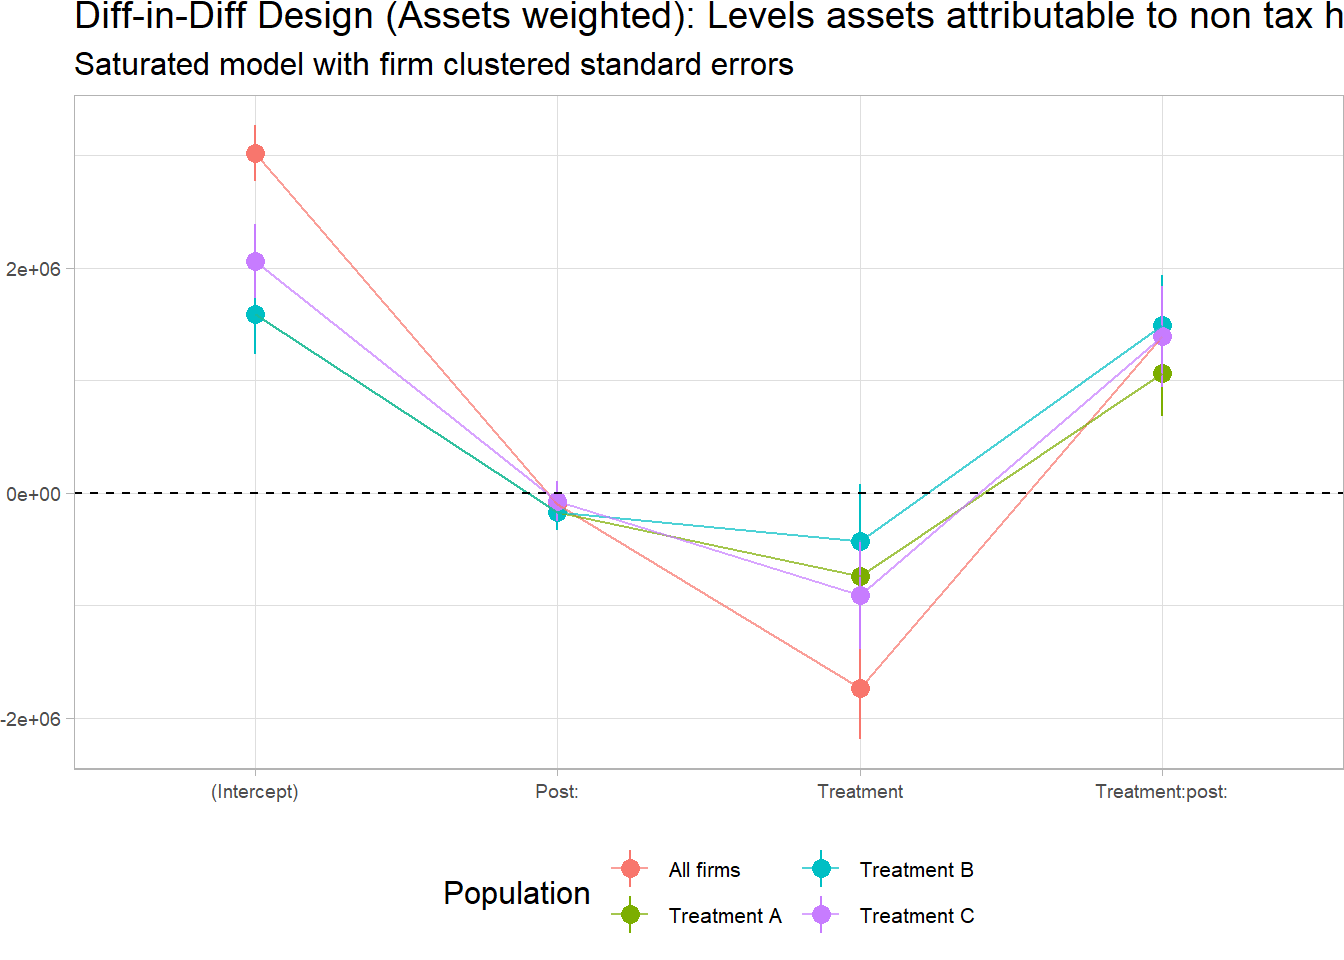 Diff-in-Diff Design (Assets weighted): Levels assets attributable to non tax h
Saturated model with firm clustered standard errors
2e+06
0e+00
-2e+06
(Intercept) Post: Treatment Treatment:post:
Population
All firms
Treatment A
Treatment B
Treatment C